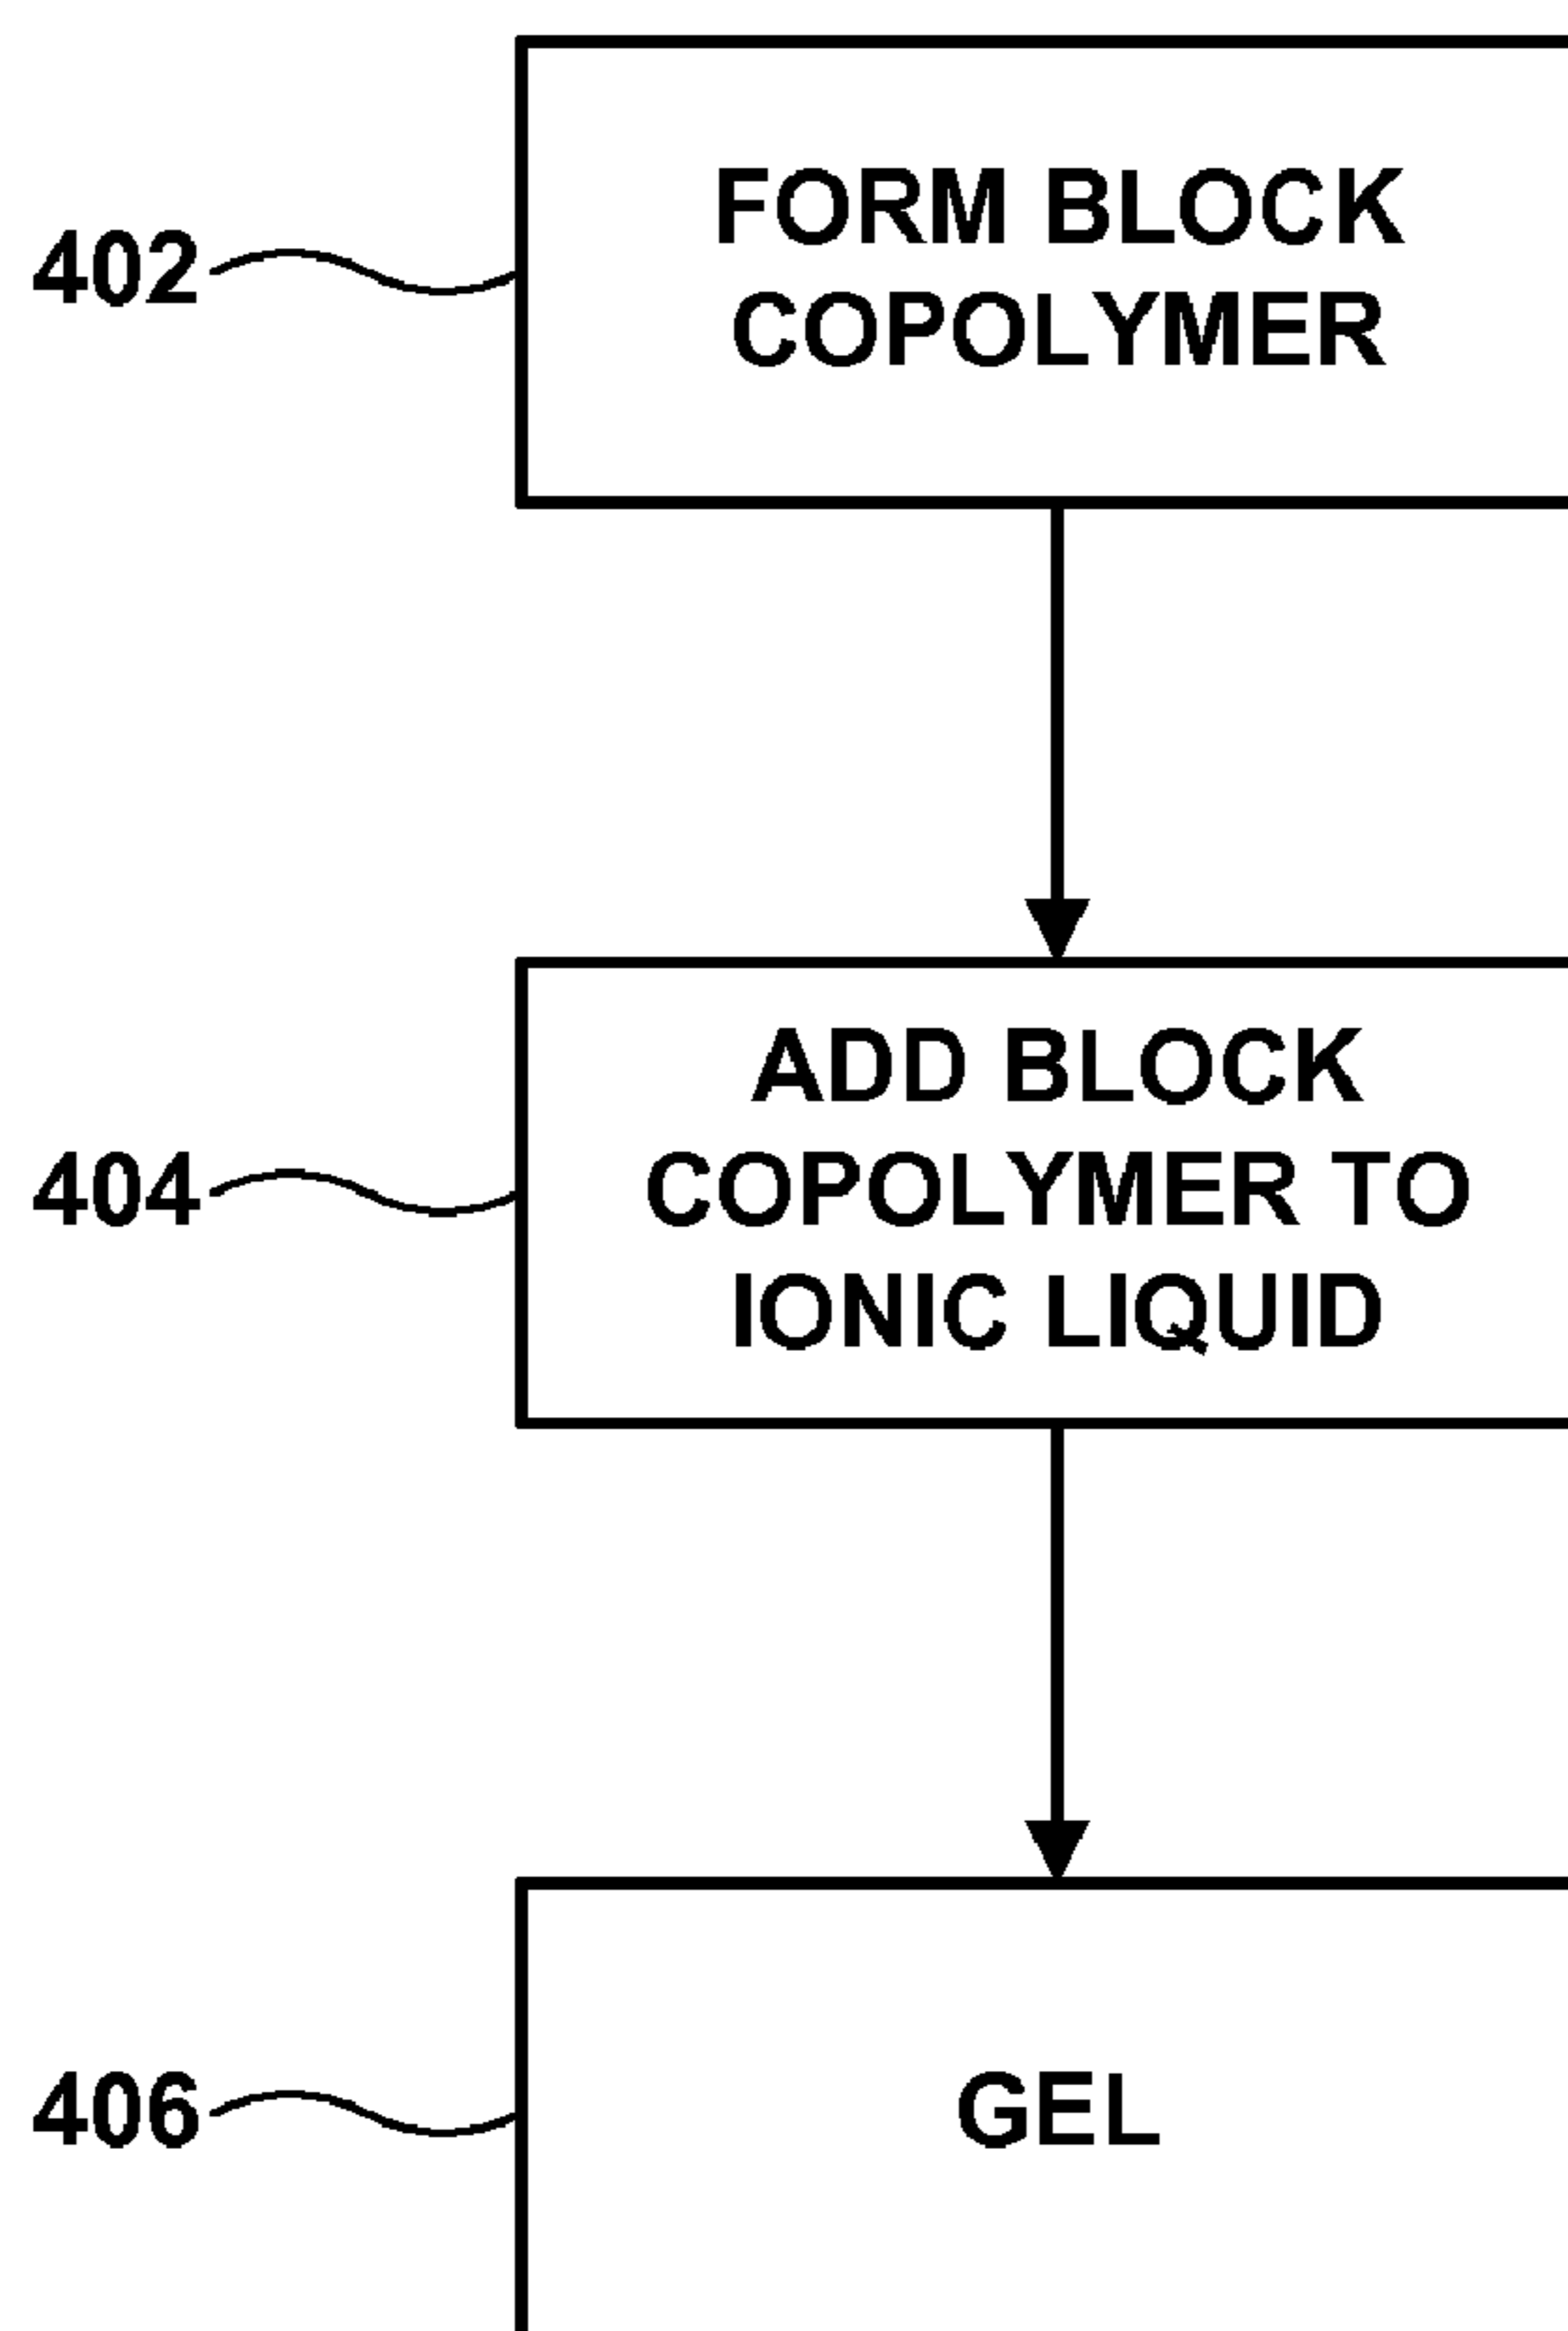 402
FORM BLOCK
COPOLYMER
404
ADD BLOCK
COPOLYMER TO
IONIC LIQUID
406
GEL